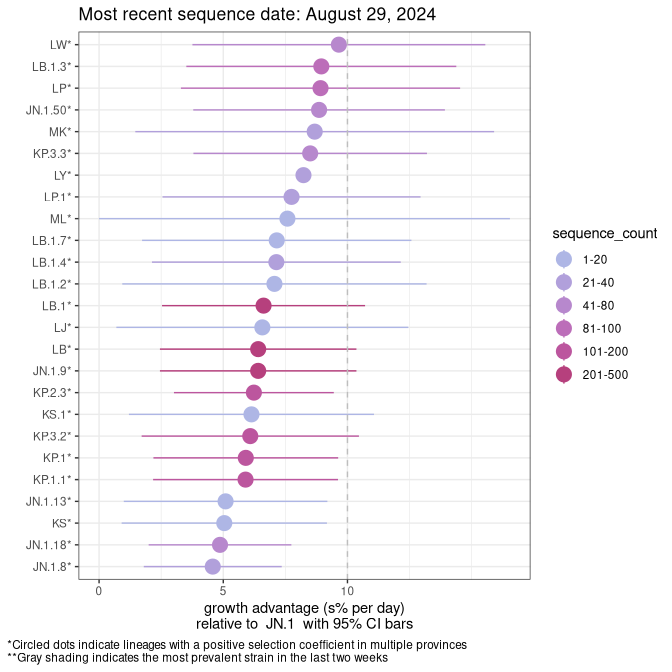 Most recent sequence date: August 29, 2024
LW*
LB.1.3*
LP*
JN.1.50*
MK*
KP.3.3*
LY*
LP.1*
ML*
LB.1.7*
LB.1.4*
LB.1.2*
LB.1*
LJ*
LB*
JN.1.9*
KP.2.3*
KS.1*
KP.3.2*
KP.1*
KP.1.1*
JN.1.13*
KS*
JN.1.18*
JN.1.8*
0 5 10
growth advantage (s% per day)
relative to JN.1 with 95% CI bars
sequence_count
1-20
21-40
41-80
81-100
101-200
201-500
*Circled dots indicate lineages with a positive selection coefficient in multiple provinces
**Gray shading indicates the most prevalent strain in the last two weeks